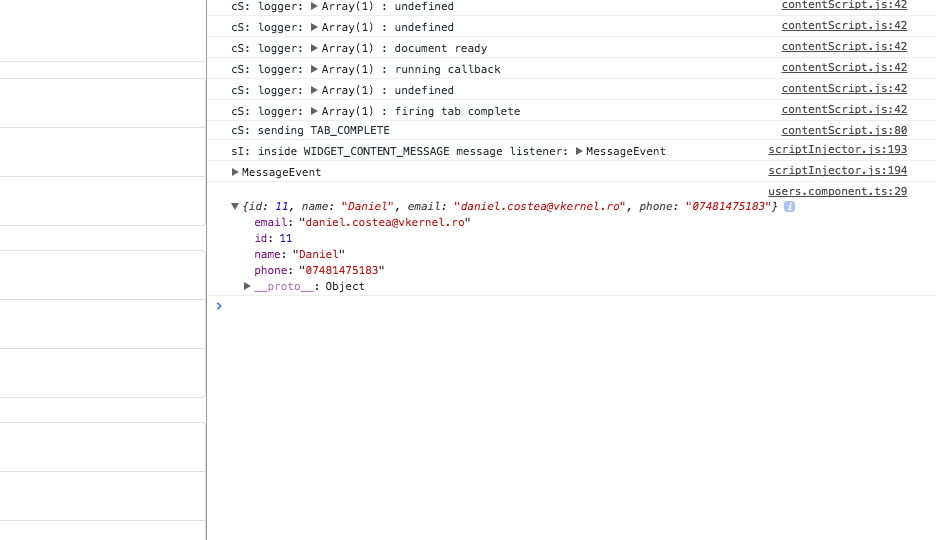 cS: logger: ▶Array(1) : undefined contentScript.js:42
cS: logger: ▶Array(1) : undefined contentScript.js:42
cS: logger: ▶Array(1) : document ready contentScript.js:42
cS: logger: ▶Array(1) : running callback contentScript.js:42
cS: logger: ▶Array(1) : undefined contentScript.js:42
cS: logger: ▶Array(1) : firing tab complete contentScript.js:42
cS: sending TAB_COMPLETE contentScript.js:80
sI: inside WIDGET_CONTENT_MESSAGE message listener: ▶MessageEvent scriptInjector.js:193
▶MessageEvent scriptInjector.js:194
users.component.ts:29
▼{id: 11, name: "Daniel", email: "daniel.costea@vkernel.ro", phone: "07481475183"} i
email: "daniel.costea@vkernel.ro"
id: 11
name: "Daniel"
phone: "07481475183"
▶__proto__: Object
>